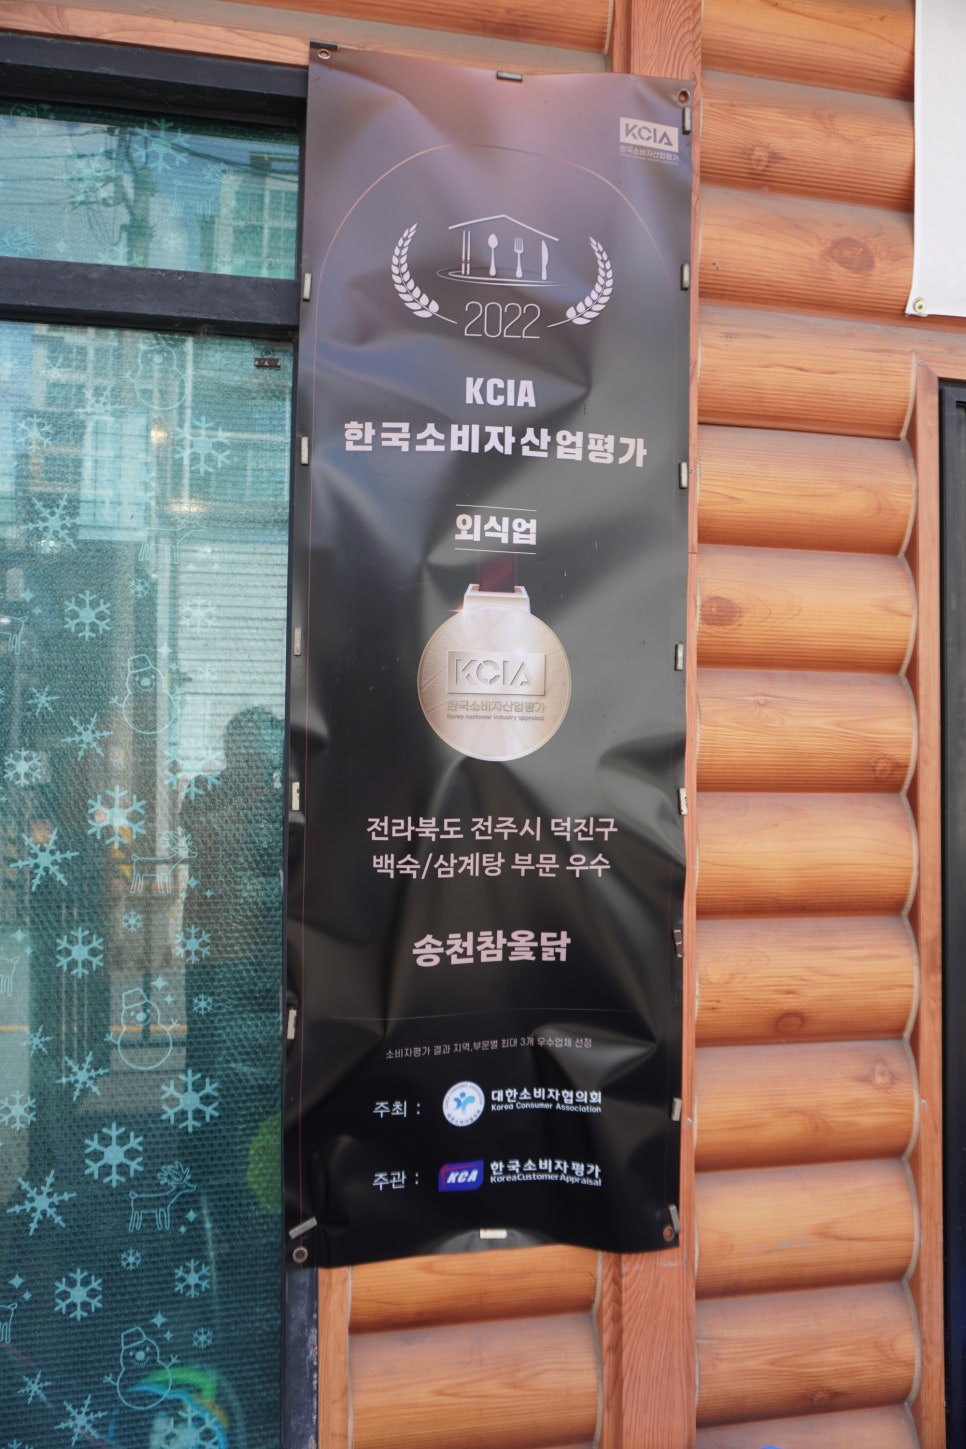 KCIA
한국소비자산업평가
2022
KCIA
한국소비자산업평가
외식업
KCIA
한국소비자산업평가
Korea customer industry appraisal
전라북도 전주시 덕진구
백숙/삼계탕 부문 우수
송천참옻닭
소비자평가 결과 지역,부문별 최대 3개 우수업체 선정
주최 :
대한소비자협의회
Korea Consumer Association
주관 :
KCA
한국소비자평가
KoreaCustomerAppraisal